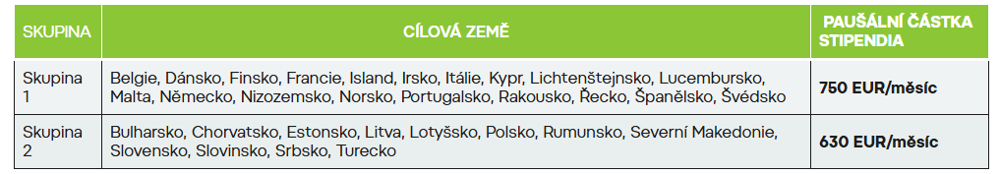 SKUPINA
CÍLOVÁ ZEMĚ
PAUŠÁLNÍ ČÁSTKA
STIPENDIA
Skupina
1
Belgie, Dánsko, Finsko, Francie, Island, Irsko, Itálie, Kypr, Lichtenštejnsko, Lucembursko,
Malta, Německo, Nizozemsko, Norsko, Portugalsko, Rakousko, Řecko, Španělsko, Švédsko
750 EUR/měsíc
Skupina
2
Bulharsko, Chorvatsko, Estonsko, Litva, Lotyšsko, Polsko, Rumunsko, Severní Makedonie,
Slovensko, Slovinsko, Srbsko, Turecko
630 EUR/měsíc